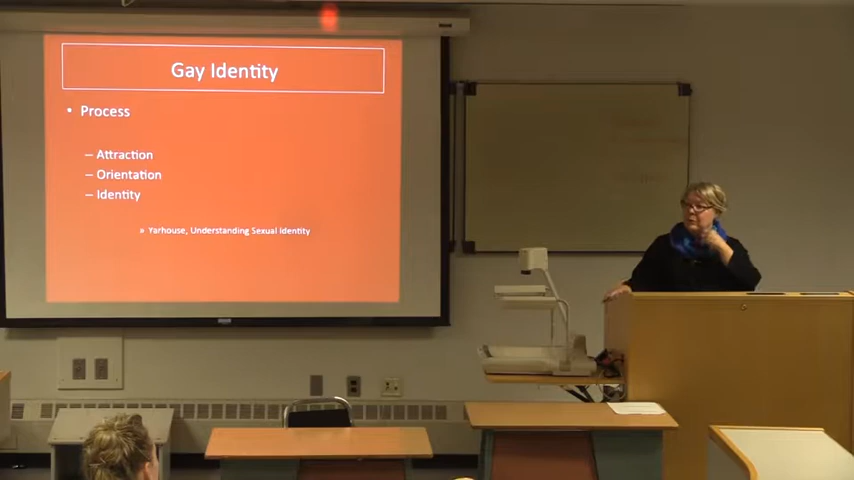 Gay Identity
• Process
– Attraction
– Orientation
– Identity
» Yarhouse, Understanding Sexual Identity